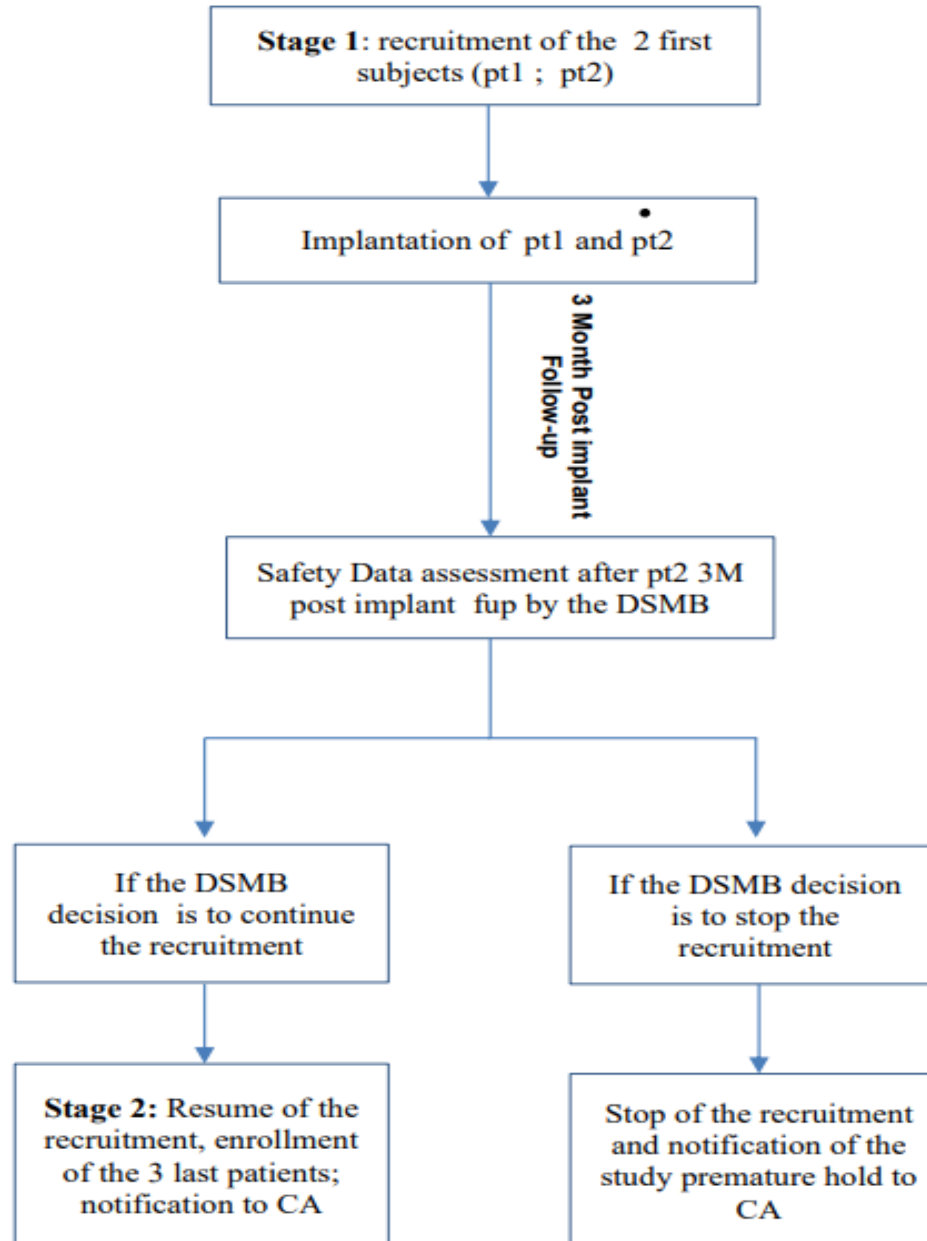 Stage 1: recruitment of the 2 first
subjects (pt1 ; pt2)
Implantation of pt1 and pt2
3 Month Post implant
Follow-up
Safety Data assessment after pt2 3M
post implant fup by the DSMB
If the DSMB
decision is to continue
the recruitment
If the DSMB decision
is to stop the
recruitment
Stage 2: Resume of the
recruitment, enrollment
of the 3 last patients;
notification to CA
Stop of the recruitment
and notification of the
study premature hold to
CA